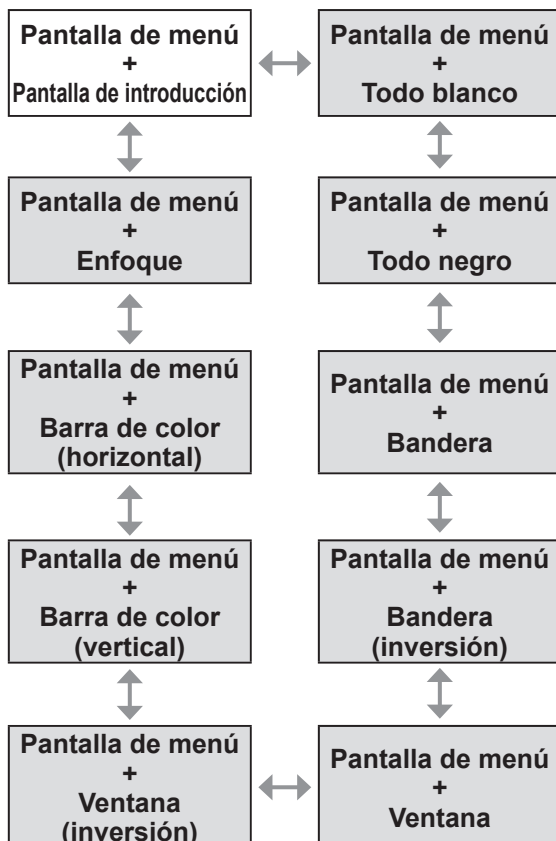 Pantalla de menú
+
Pantalla de introducción
Pantalla de menú
+
Todo blanco
Pantalla de menú
+
Enfoque
Pantalla de menú
+
Todo negro
Pantalla de menú
+
Barra de color
(horizontal)
Pantalla de menú
+
Bandera
Pantalla de menú
+
Barra de color
(vertical)
Pantalla de menú
+
Bandera
(inversión)
Pantalla de menú
+
Ventana
(inversión)
Pantalla de menú
+
Ventana